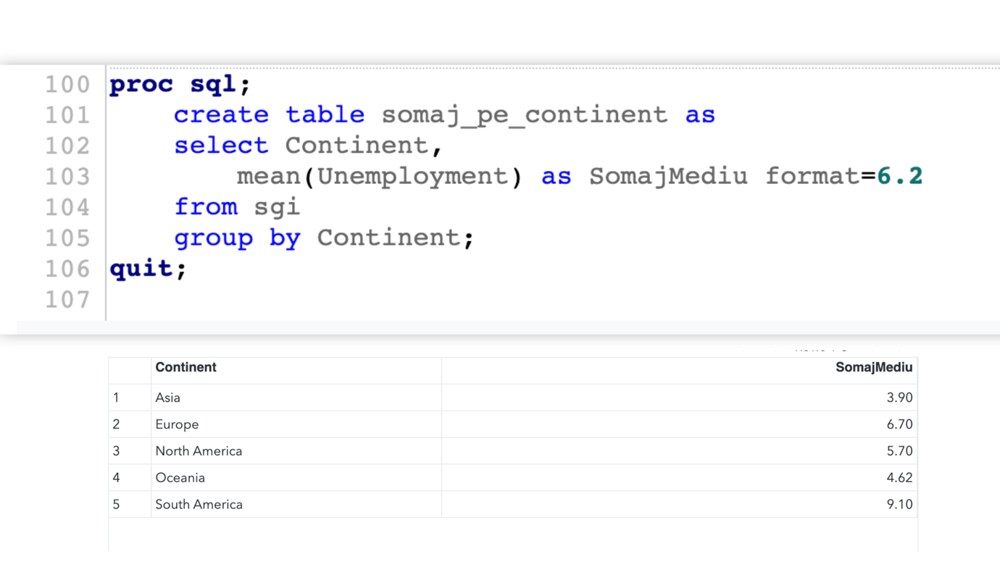 100 proc sql;
101 create table somaj_pe_continent as
102 select Continent,
103 mean(Unemployment) as SomajMediu format=6.2
104 from sgi
105 group by Continent;
106 quit;
107
Continent SomajMediu
1 Asia 3.90
2 Europe 6.70
3 North America 5.70
4 Oceania 4.62
5 South America 9.10